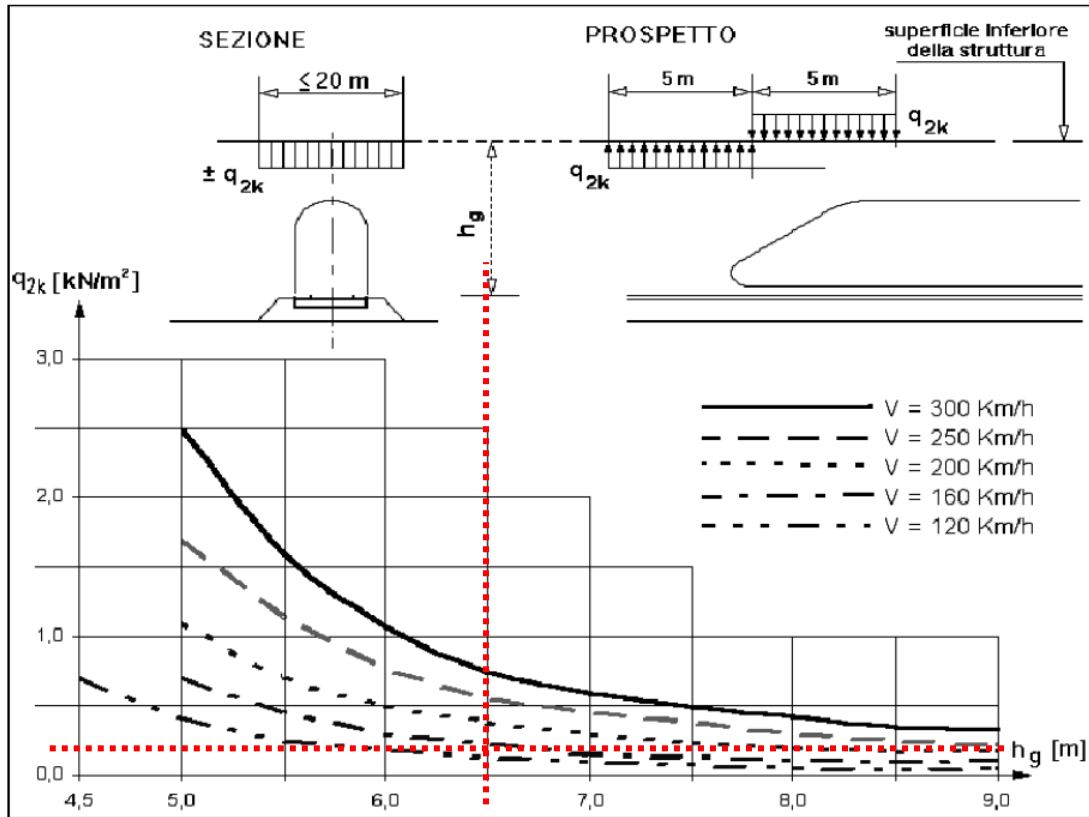 SEZIONE
PROSPETTO
superficie inferiore
della struttura
≤ 20 m
5 m
5 m
q2k
± q2k
q2k
hg
q2k [kN/m²]
3,0
V = 300 Km/h
V = 250 Km/h
2,0
V = 200 Km/h
V = 160 Km/h
V = 120 Km/h
1,0
hg [m]
0,0
4,5
5,0
6,0
7,0
8,0
9,0